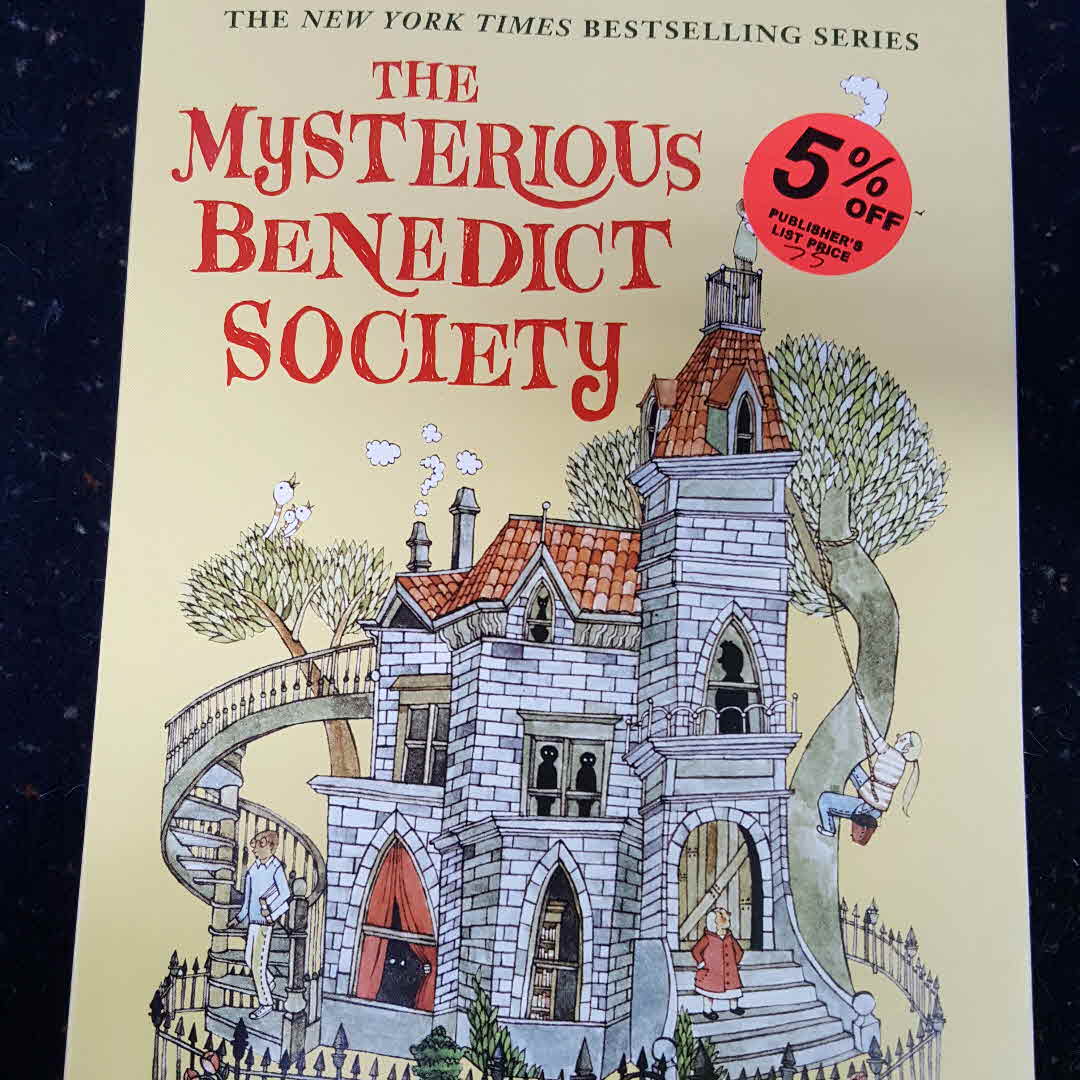 THE NEW YORK TIMES BESTSELLING SERIES
THE
MySTERIOUS
BENEDICT
SOCIETy
5%
OFF
PUBLISHER'S
LIST PRICE